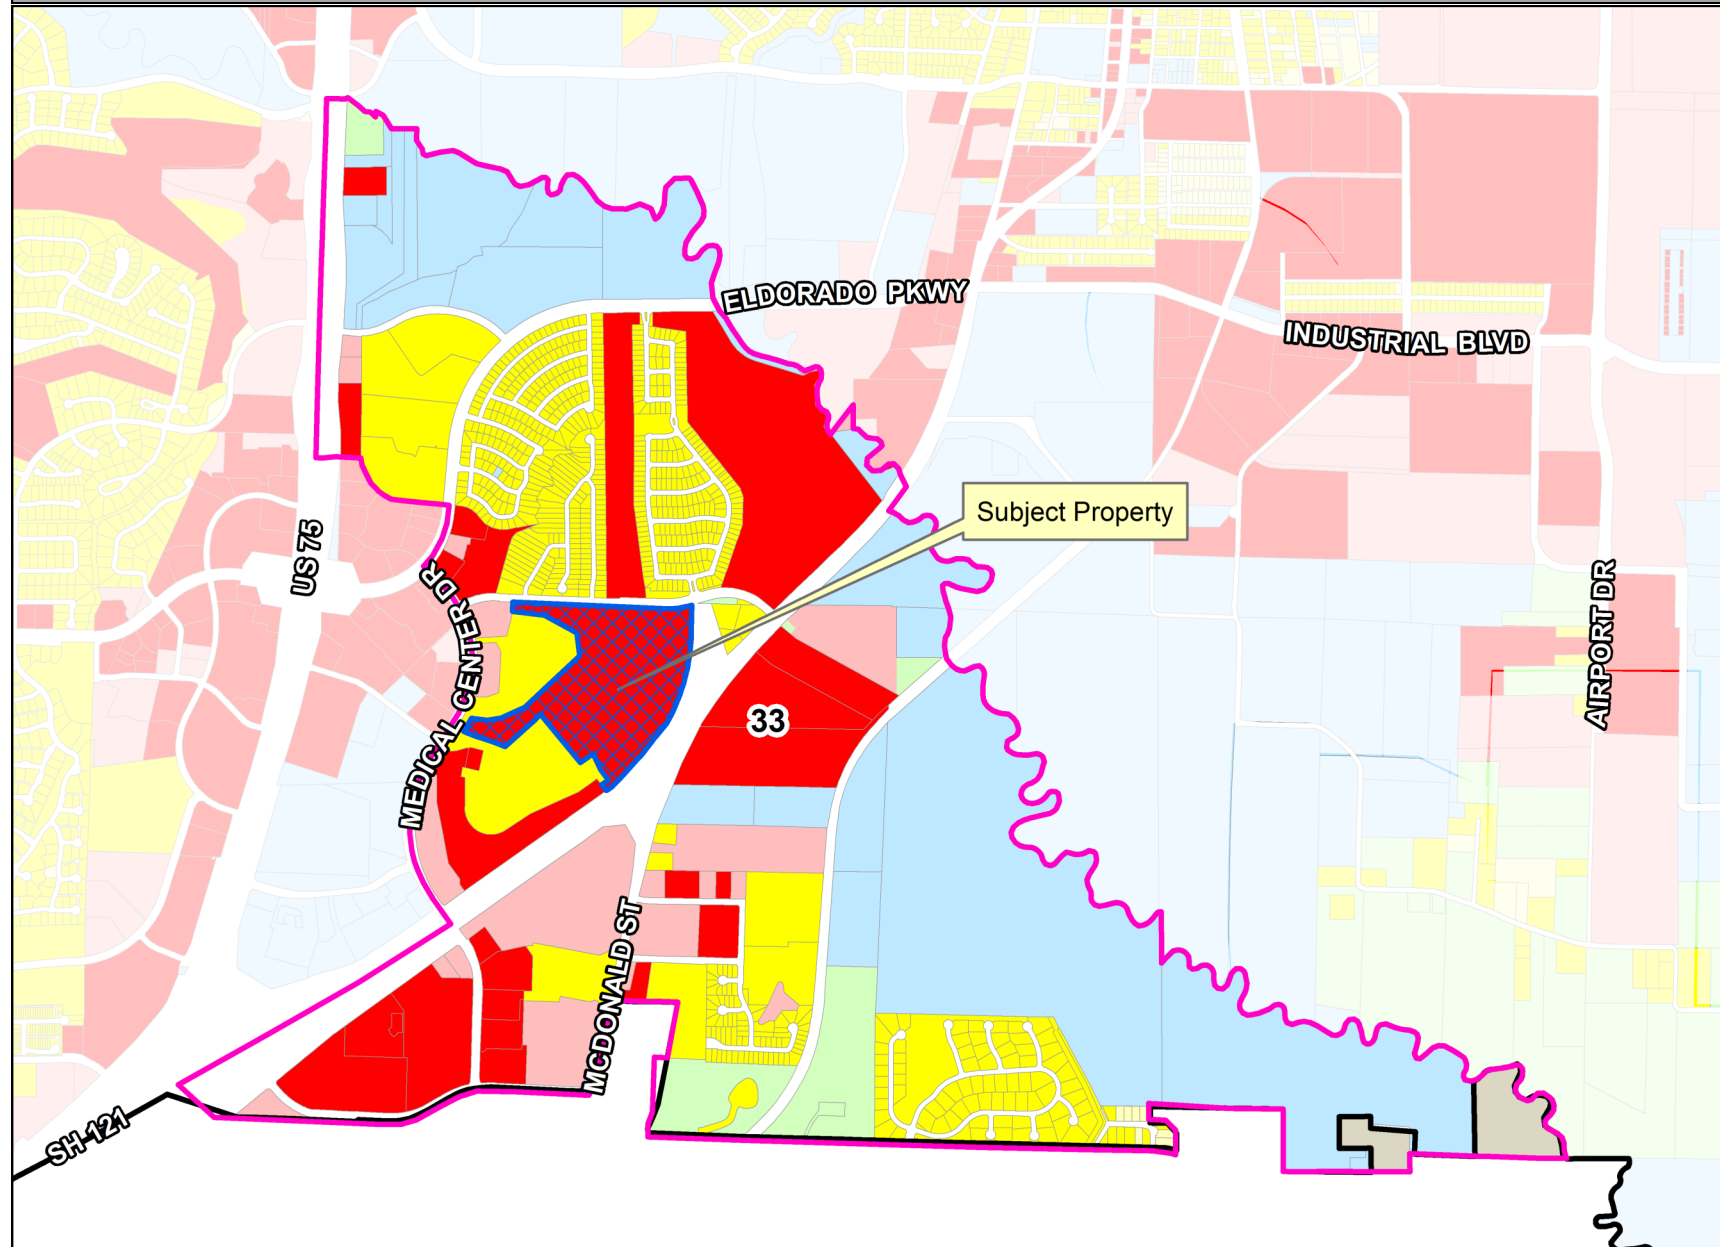 ELDORADO PKWY
INDUSTRIAL BLVD
Subject Property
US 75
MEDICAL CENTER DR
AIRPORT DR
33
MCDONALD ST
SH 121